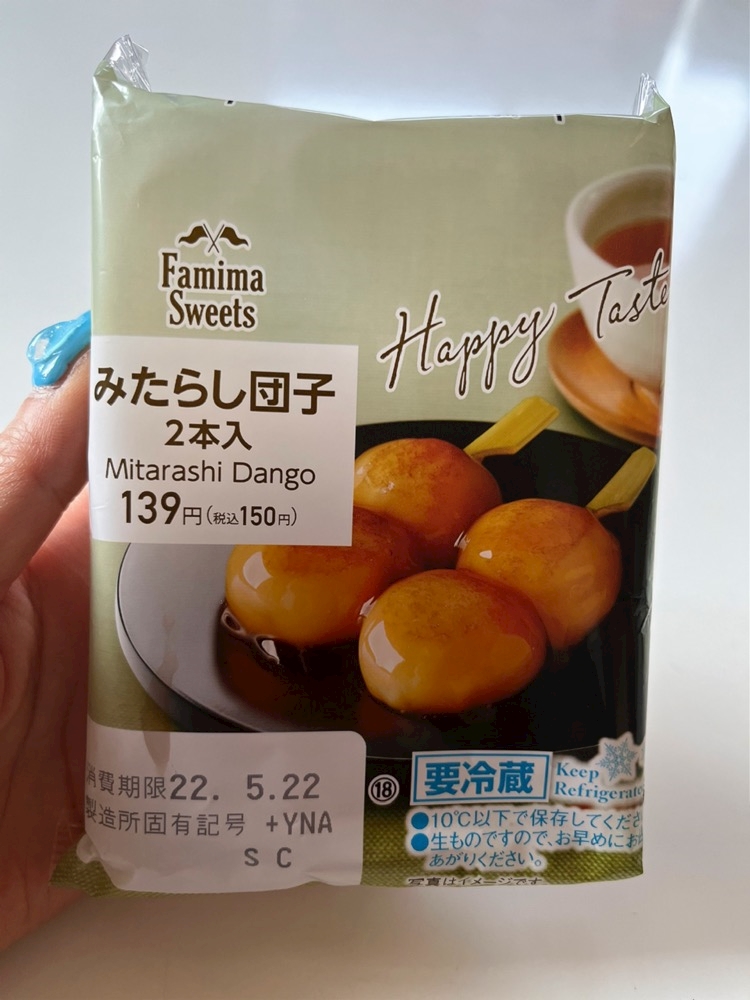 Famima
Sweets
Happy Taste
みたらし団子
2本入
Mitarashi Dango
139円(税込150円)
消費期限22. 5.22
製造所固有記号 +YNA
S C
⑱
要冷蔵
Keep
Refrigerate
●10℃以下で保存してくださ
●生ものですので、お早めにお
あがりください。
写真はイメージです